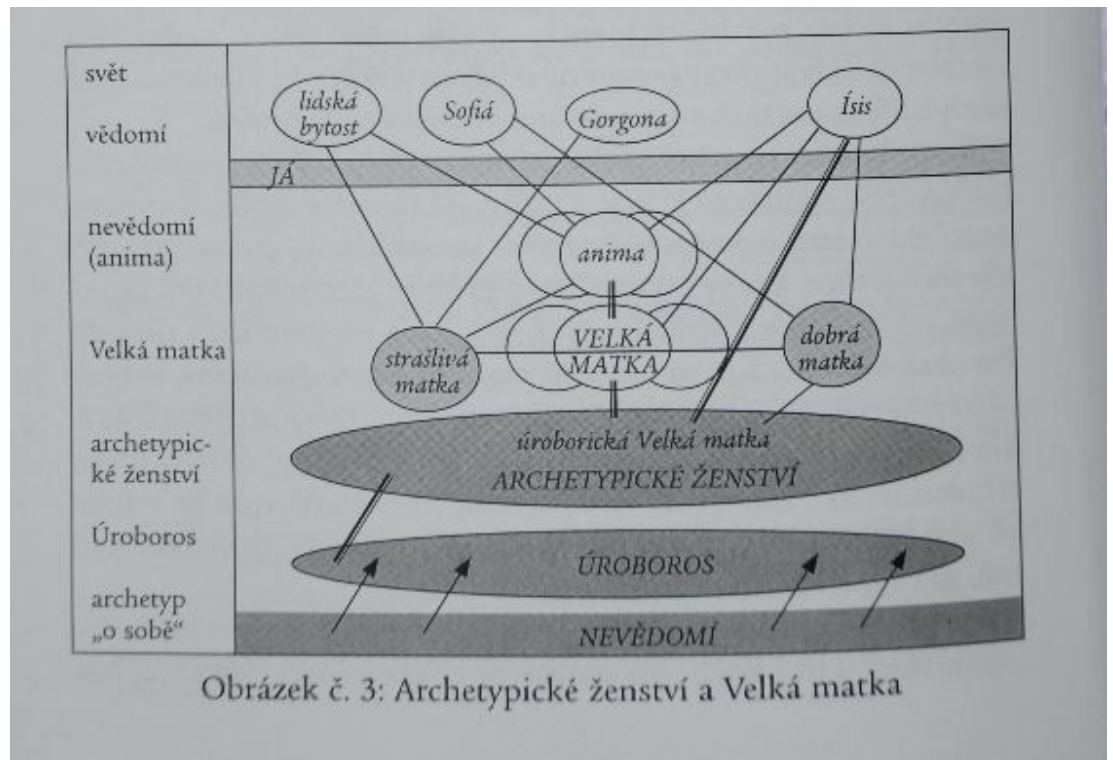 svět
vědomí
nevědomí
(anima)
Velká matka
archetypic-
ké ženství
Úroboros
archetyp
„o sobě“
lidská
bytost
Sofiá
Gorgona
Ísis
JÁ
anima
strašlivá
matka
VELKÁ
MATKA
dobrá
matka
úroborická Velká matka
ARCHETYPICKÉ ŽENSTVÍ
ÚROBOROS
NEVĚDOMÍ
Obrázek č. 3: Archetypické ženství a Velká matka